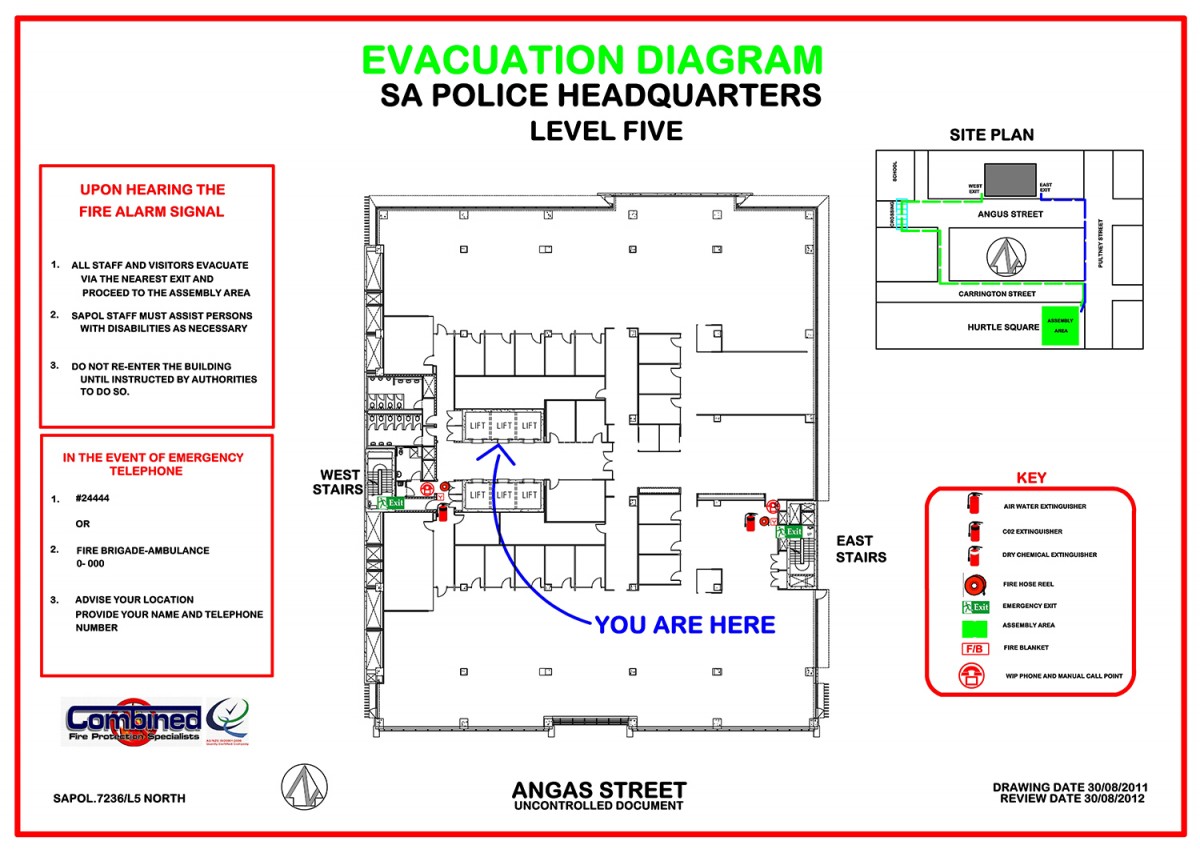 EVACUATION DIAGRAM
SA POLICE HEADQUARTERS
LEVEL FIVE
UPON HEARING THE
FIRE ALARM SIGNAL
1. ALL STAFF AND VISITORS EVACUATE
VIA THE NEAREST EXIT AND
PROCEED TO THE ASSEMBLY AREA
2. SAPOL STAFF MUST ASSIST PERSONS
WITH DISABILITIES AS NECESSARY
3. DO NOT RE-ENTER THE BUILDING
UNTIL INSTRUCTED BY AUTHORITIES
TO DO SO.
IN THE EVENT OF EMERGENCY
TELEPHONE
1. #24444
OR
2. FIRE BRIGADE-AMBULANCE
0- 000
3. ADVISE YOUR LOCATION
PROVIDE YOUR NAME AND TELEPHONE
NUMBER
Combined
Fire Protection Specialists
SAPOL.7236/L5 NORTH
LIFT LIFT LIFT
WEST
STAIRS
Exit
LIFT LIFT LIFT
Exit
EAST
STAIRS
YOU ARE HERE
ANGAS STREET
UNCONTROLLED DOCUMENT
SITE PLAN
SCHOOL
WEST
EXIT
EAST
EXIT
CROSSING
ANGUS STREET
PULTNEY STREET
CARRINGTON STREET
HURTLE SQUARE
ASSEMBLY
AREA
KEY
AIR WATER EXTINGUISHER
C02 EXTINGUISHER
DRY CHEMICAL EXTINGUISHER
FIRE HOSE REEL
Exit EMERGENCY EXIT
ASSEMBLY AREA
F/B FIRE BLANKET
WIP PHONE AND MANUAL CALL POINT
DRAWING DATE 30/08/2011
REVIEW DATE 30/08/2012